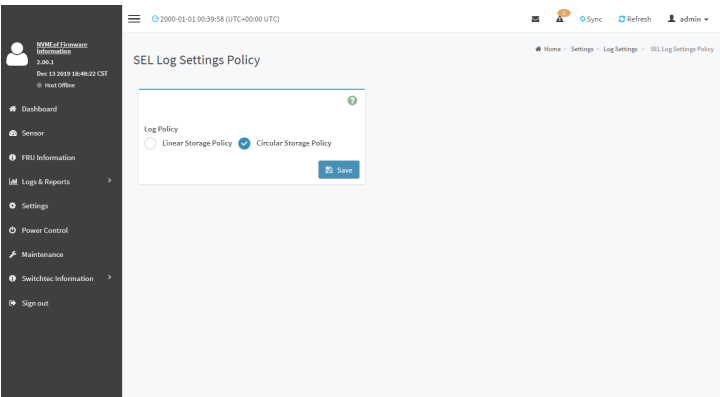 2000-01-01 00:39:58 (UTC+00:00 UTC)
Sync
Refresh
admin
NVMEof Firmware
Information
2.00.1
Dec 13 2019 18:48:22 CST
Host Offline
Dashboard
Sensor
FRU Information
Logs & Reports
Settings
Power Control
Maintenance
Switchtec Information
Sign out
SEL Log Settings Policy
Home > Settings > Log Settings > SEL Log Settings Policy
Log Policy
Linear Storage Policy
Circular Storage Policy
Save